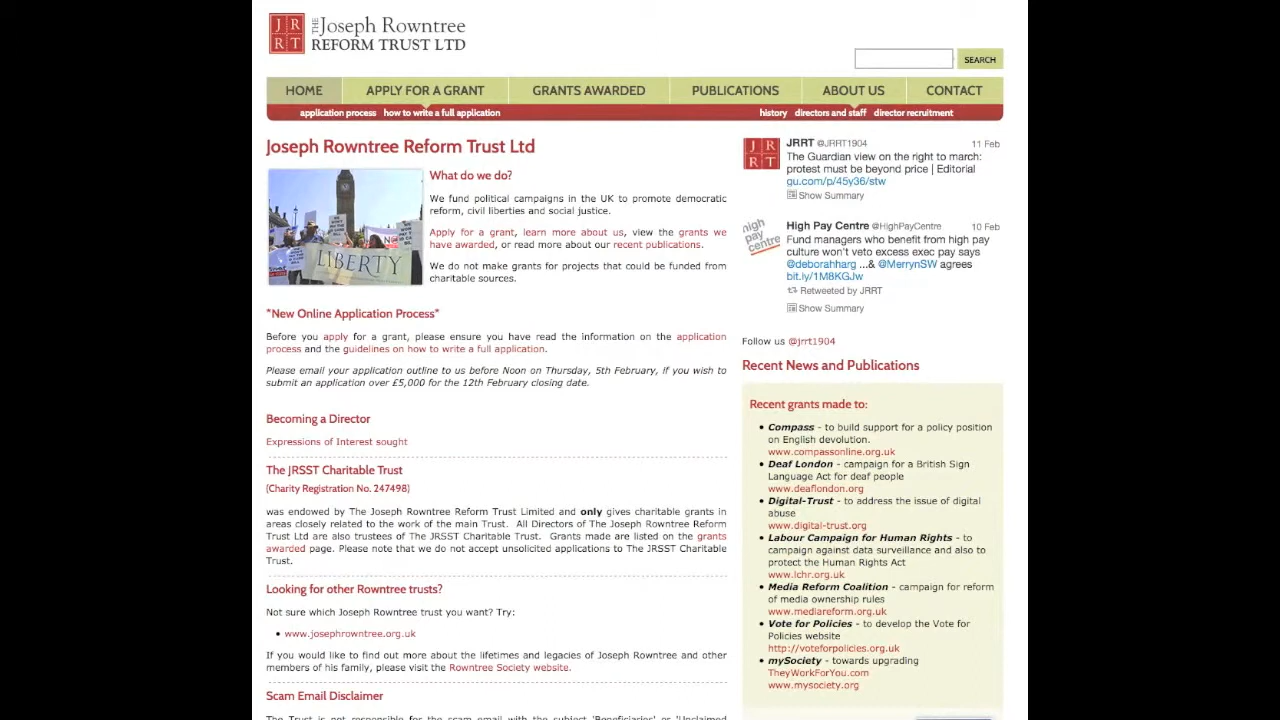 J R
R T
THE Joseph Rowntree
REFORM TRUST LTD
SEARCH
HOME APPLY FOR A GRANT GRANTS AWARDED PUBLICATIONS ABOUT US CONTACT
application process how to write a full application history directors and staff director recruitment
Joseph Rowntree Reform Trust Ltd
LIBERTY
What do we do?
We fund political campaigns in the UK to promote democratic
reform, civil liberties and social justice.
Apply for a grant, learn more about us, view the grants we
have awarded, or read more about our recent publications.
We do not make grants for projects that could be funded from
charitable sources.
*New Online Application Process*
Before you apply for a grant, please ensure you have read the information on the application
process and the guidelines on how to write a full application.
Please email your application outline to us before Noon on Thursday, 5th February, if you wish to
submit an application over £5,000 for the 12th February closing date.
Becoming a Director
Expressions of Interest sought
The JRSST Charitable Trust
(Charity Registration No. 247498)
was endowed by The Joseph Rowntree Reform Trust Limited and only gives charitable grants in
areas closely related to the work of the main Trust. All Directors of The Joseph Rowntree Reform
Trust Ltd are also trustees of The JRSST Charitable Trust. Grants made are listed on the grants
awarded page. Please note that we do not accept unsolicited applications to The JRSST Charitable
Trust.
Looking for other Rowntree trusts?
Not sure which Joseph Rowntree trust you want? Try:
• www.josephrowntree.org.uk
If you would like to find out more about the lifetimes and legacies of Joseph Rowntree and other
members of his family, please visit the Rowntree Society website.
Scam Email Disclaimer
The Trust is not responsible for the scam email with the subject 'Beneficiaries' or 'Unclaimed
J R
R T
JRRT @JRRT1904 11 Feb
The Guardian view on the right to march:
protest must be beyond price | Editorial
gu.com/p/45y36/stw
Show Summary
high
pay
centre
High Pay Centre @HighPayCentre 10 Feb
Fund managers who benefit from high pay
culture won't veto excess exec pay says
@deborahharg ...& @MerrynSW agrees
bit.ly/1M8KGJw
Retweeted by JRRT
Show Summary
Follow us @jrrt1904
Recent News and Publications
Recent grants made to:
• Compass - to build support for a policy position
on English devolution.
www.compassonline.org.uk
• Deaf London - campaign for a British Sign
Language Act for deaf people
www.deaflondon.org
• Digital-Trust - to address the issue of digital
abuse
www.digital-trust.org
• Labour Campaign for Human Rights - to
campaign against data surveillance and also to
protect the Human Rights Act
www.lchr.org.uk
• Media Reform Coalition - campaign for reform
of media ownership rules
www.mediareform.org.uk
• Vote for Policies - to develop the Vote for
Policies website
http://voteforpolicies.org.uk
• mySociety - towards upgrading
TheyWorkForYou.com
www.mysociety.org